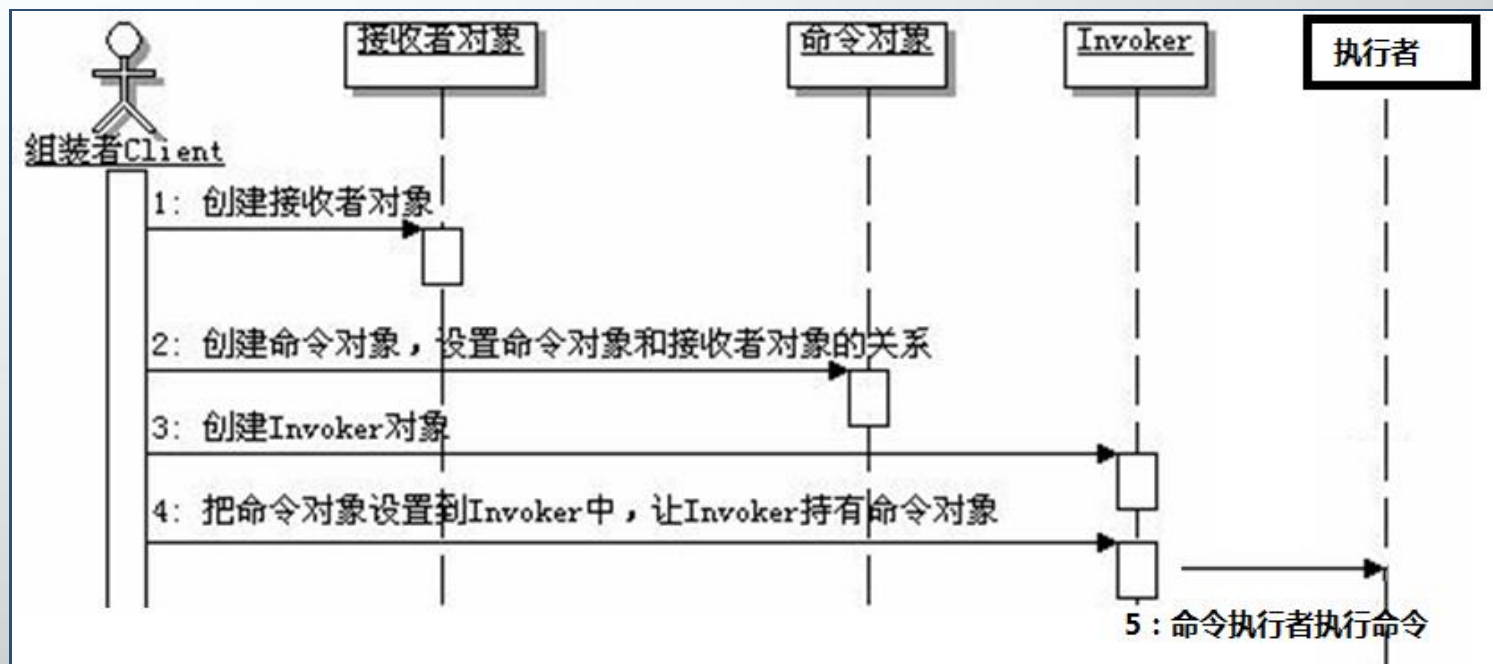 接收者对象
命令对象
Invoker
执行者
组装者Client
1: 创建接收者对象
2: 创建命令对象，设置命令对象和接收者对象的关系
3: 创建Invoker对象
4: 把命令对象设置到Invoker中，让Invoker持有命令对象
5：命令执行者执行命令